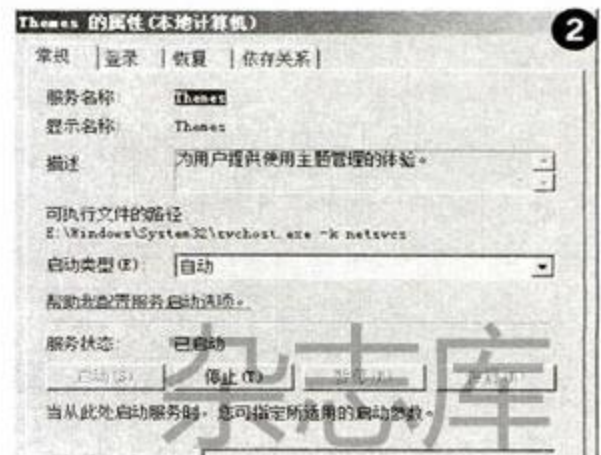 Themes 的属性(本地计算机)
2
常规 登录 恢复 依存关系
服务名称: Themes
显示名称: Themes
描述 为用户提供使用主题管理的体验。
可执行文件的路径
E:\Windows\System32\svchost.exe -k netsvcs
启动类型(E): 自动
帮助我配置服务启动选项。
服务状态: 已启动
启动(S) 停止(T)
当从此处启动服务时，您可指定所适用的启动参数。
杂志库